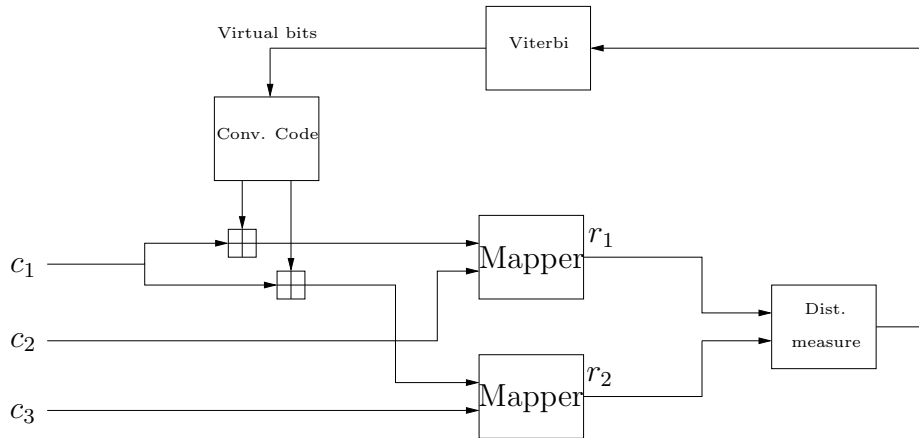 Virtual bits
Viterbi
Conv. Code
c₁
Mapper
r₁
Dist.
measure
c₂
Mapper
r₂
c₃